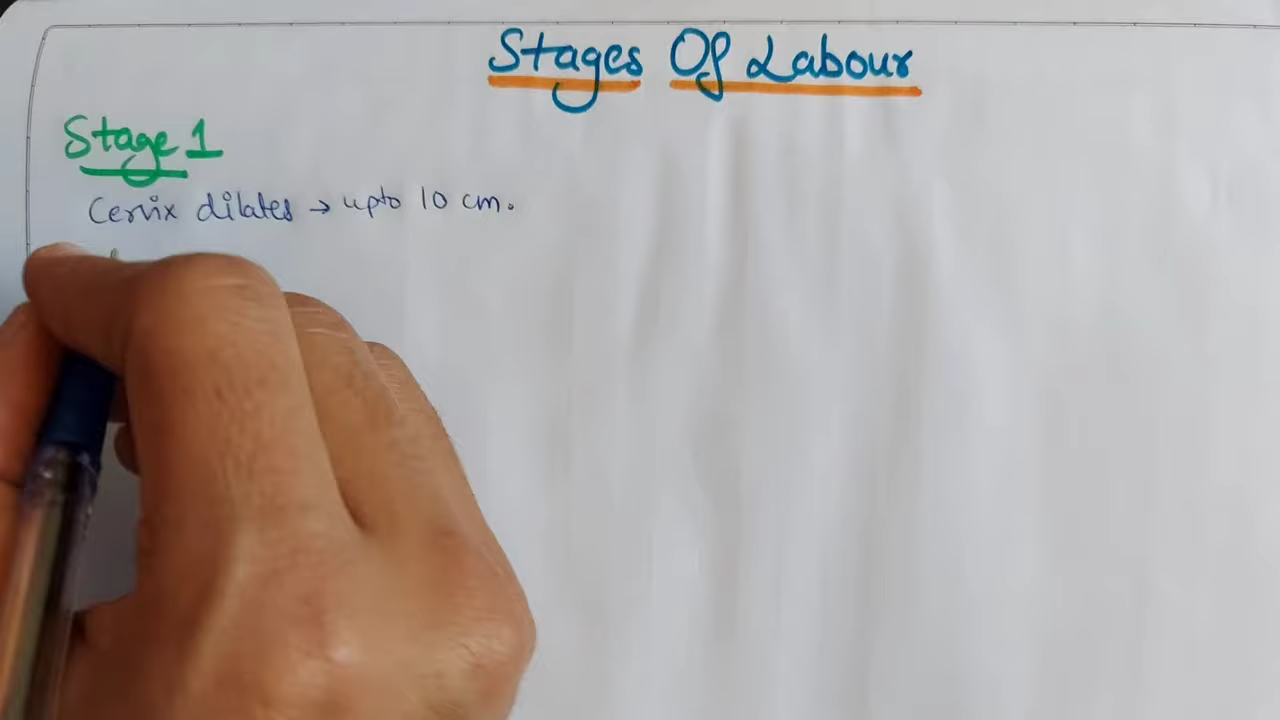 Stages Of Labour
Stage 1
Cervix dilates → upto 10 cm.